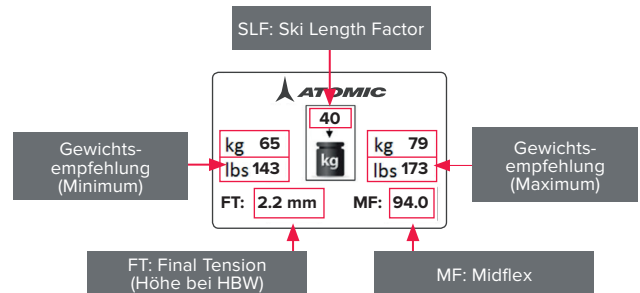 SLF: Ski Length Factor
ATOMIC
40
kg 65
kg
kg 79
lbs 143
lbs 173
FT: 2.2 mm
MF: 94.0
Gewichts-
empfehlung
(Minimum)
Gewichts-
empfehlung
(Maximum)
FT: Final Tension
(Höhe bei HBW)
MF: Midflex